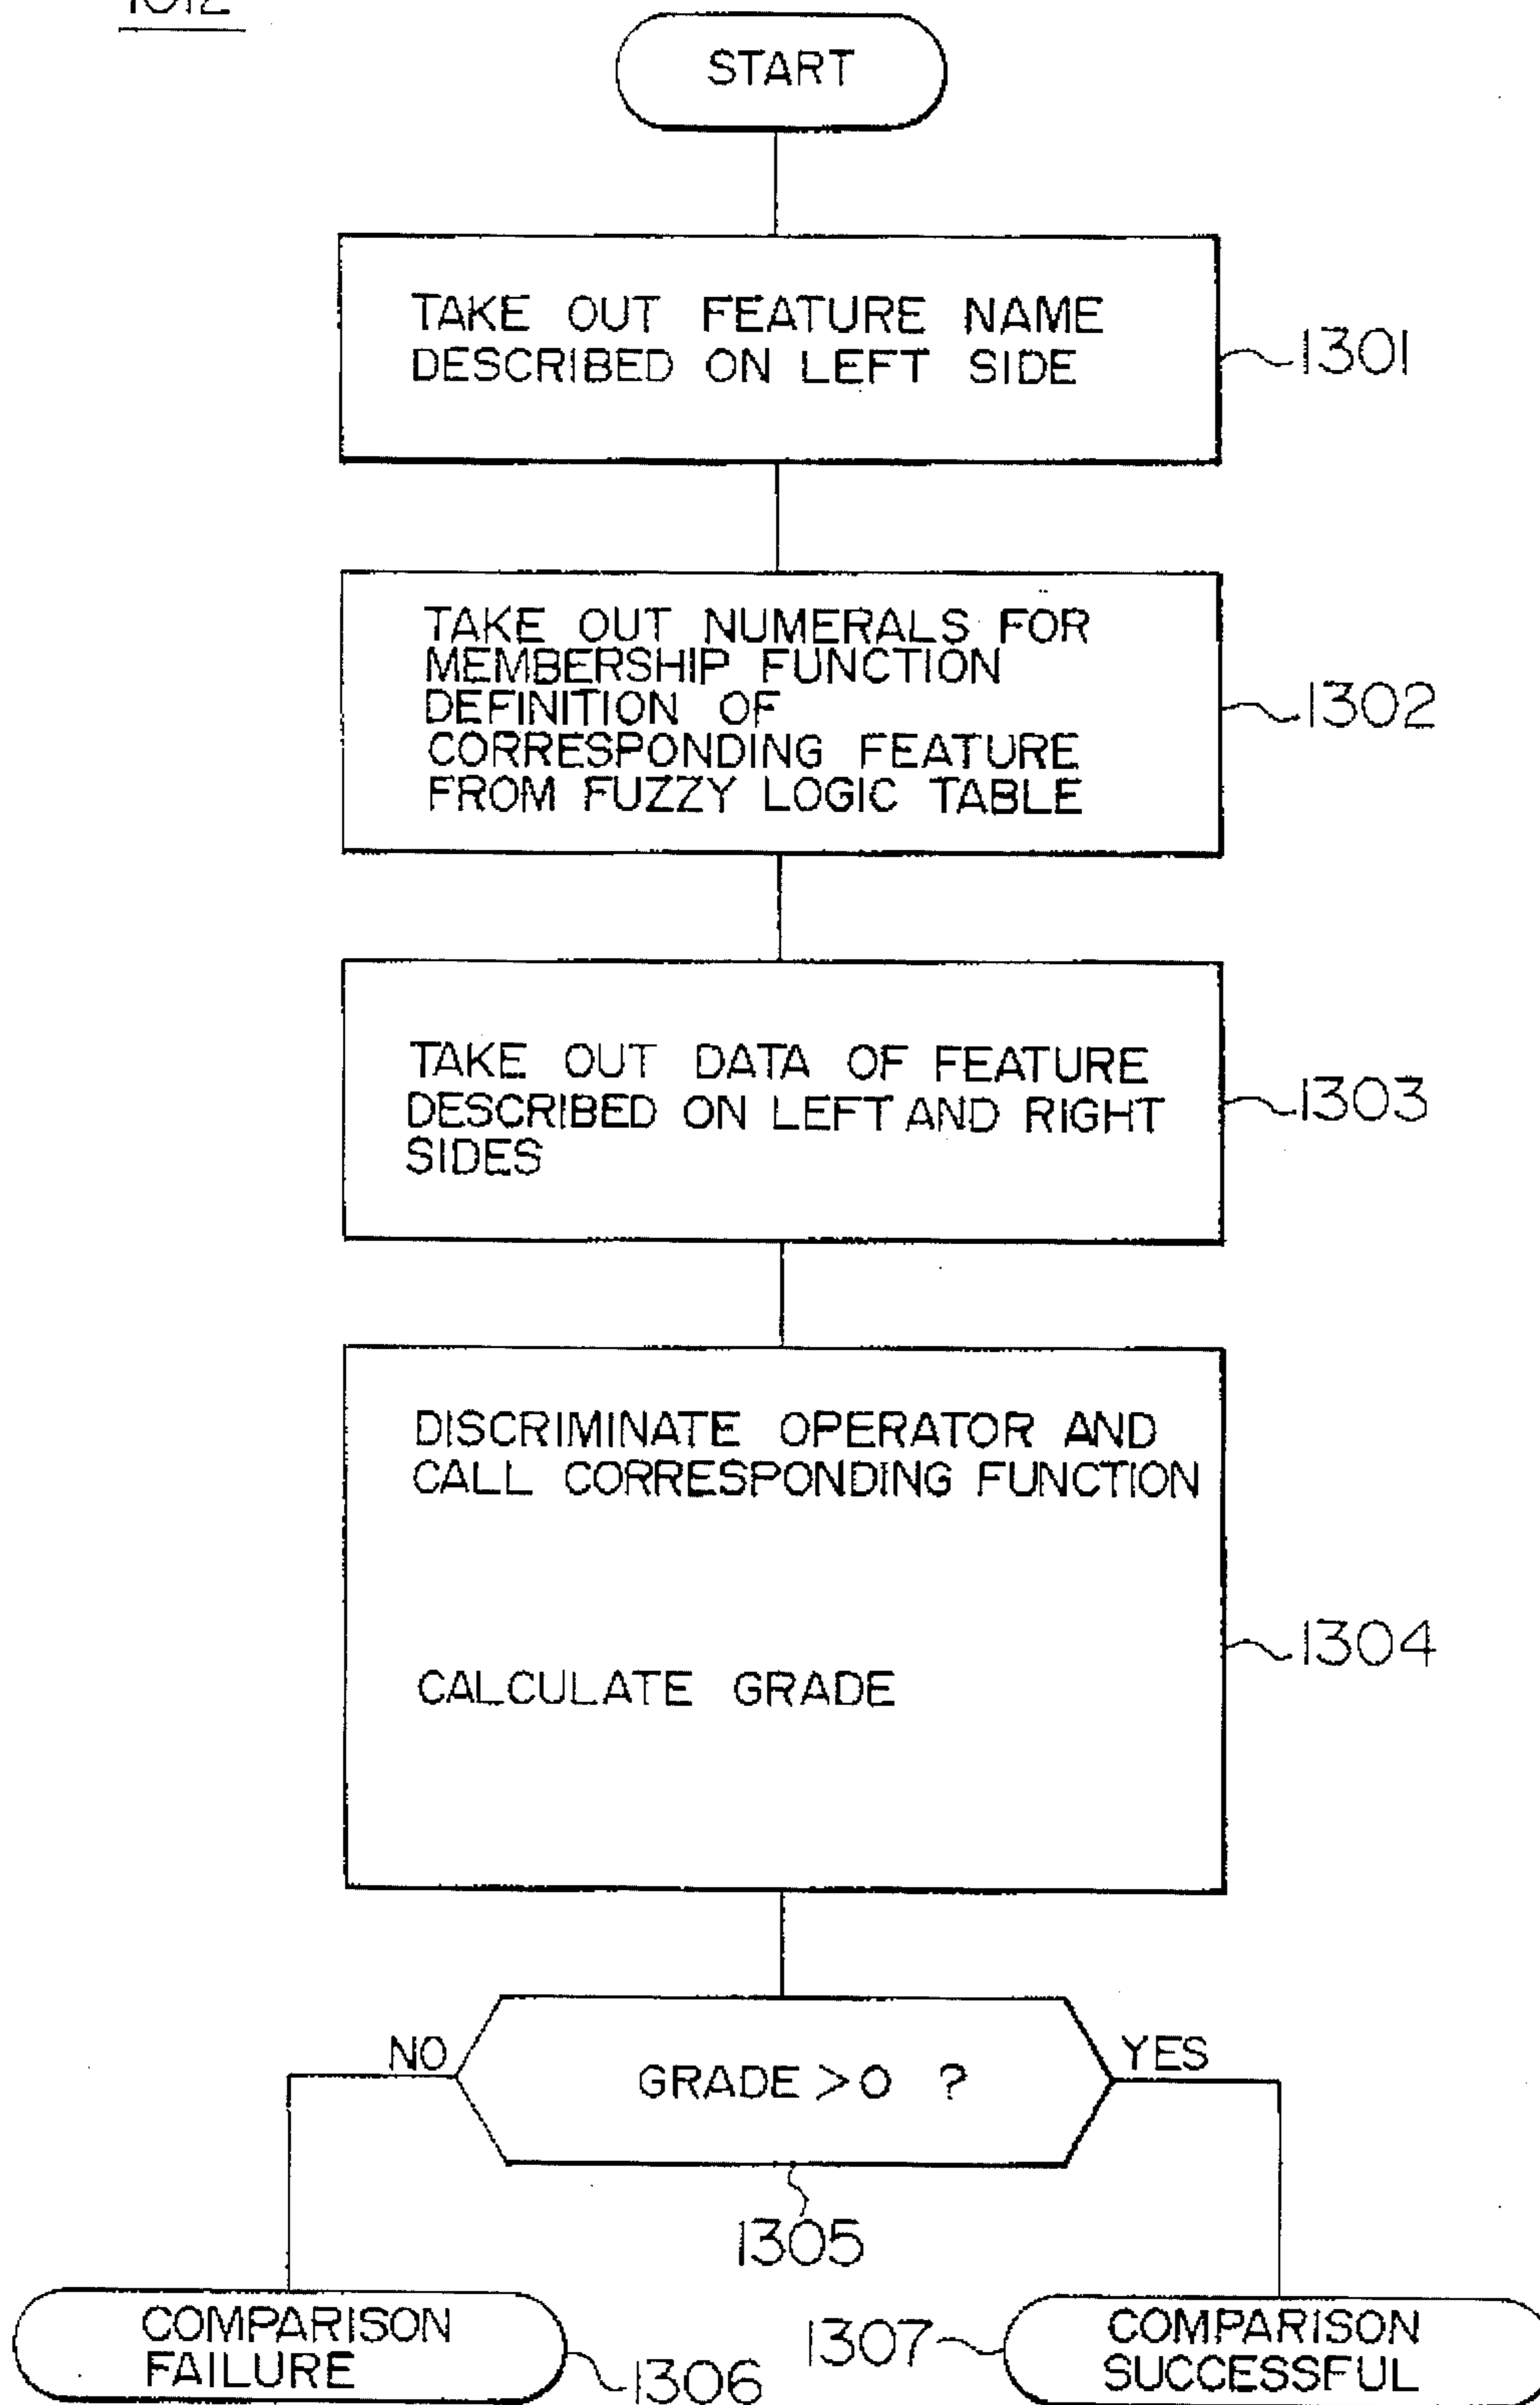 START
TAKE OUT FEATURE NAME
DESCRIBED ON LEFT SIDE
1301
TAKE OUT NUMERALS FOR
MEMBERSHIP FUNCTION
DEFINITION OF
CORRESPONDING FEATURE
FROM FUZZY LOGIC TABLE
1302
TAKE OUT DATA OF FEATURE
DESCRIBED ON LEFT AND RIGHT
SIDES
1303
DISCRIMINATE OPERATOR AND
CALL CORRESPONDING FUNCTION
CALCULATE GRADE
1304
NO
GRADE > 0 ?
YES
1305
COMPARISON
FAILURE
1306
1307
COMPARISON
SUCCESSFUL